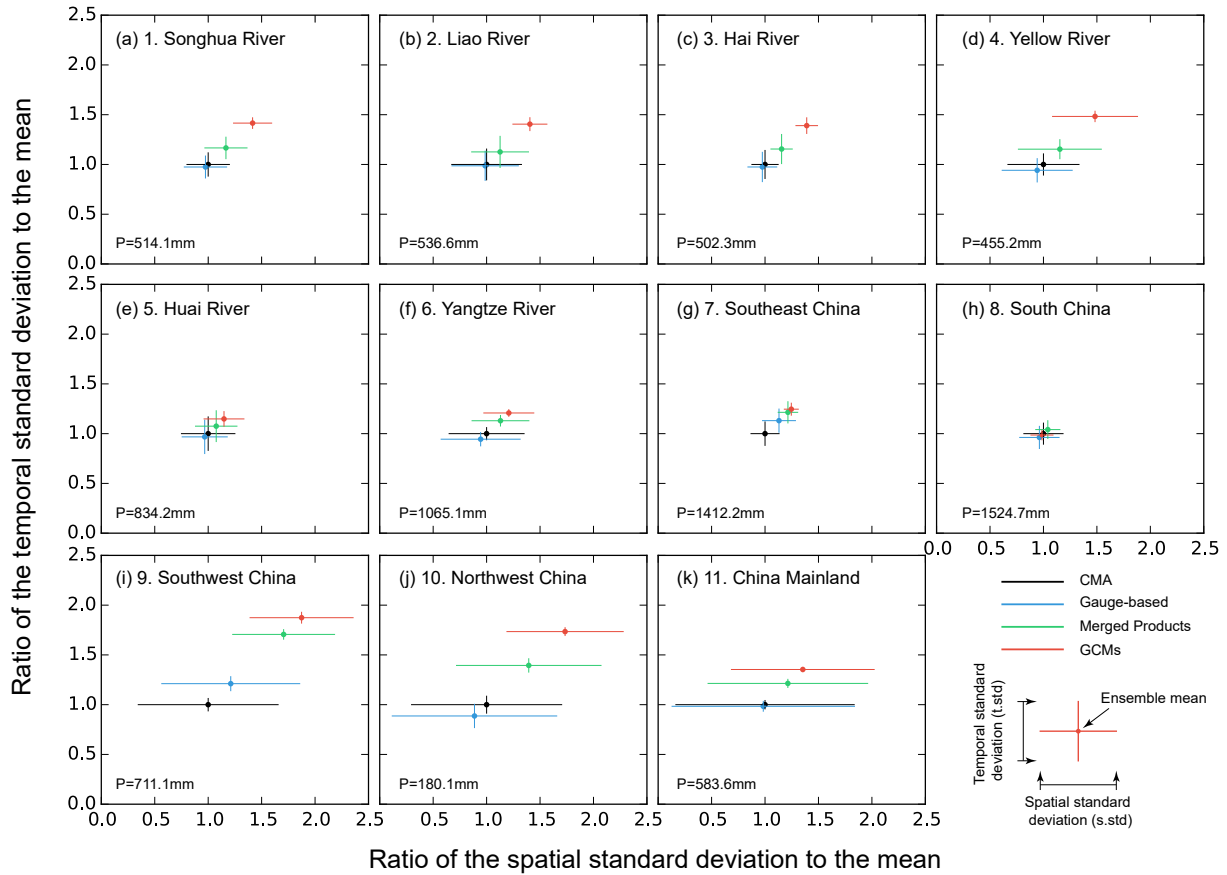 Ratio of the temporal standard deviation to the mean
2.5
2.0
1.5
1.0
0.5
0.0
(a) 1. Songhua River
P=514.1mm
(b) 2. Liao River
P=536.6mm
(c) 3. Hai River
P=502.3mm
(d) 4. Yellow River
P=455.2mm
2.5
2.0
1.5
1.0
0.5
0.0
(e) 5. Huai River
P=834.2mm
(f) 6. Yangtze River
P=1065.1mm
(g) 7. Southeast China
P=1412.2mm
(h) 8. South China
P=1524.7mm
0.0 0.5 1.0 1.5 2.0 2.5
2.5
2.0
1.5
1.0
0.5
0.0
(i) 9. Southwest China
P=711.1mm
0.0 0.5 1.0 1.5 2.0 2.5
(j) 10. Northwest China
P=180.1mm
0.0 0.5 1.0 1.5 2.0 2.5
(k) 11. China Mainland
P=583.6mm
0.0 0.5 1.0 1.5 2.0 2.5
CMA
Gauge-based
Merged Products
GCMs
Temporal standard
deviation (t.std)
Ensemble mean
Spatial standard
deviation (s.std)
Ratio of the spatial standard deviation to the mean